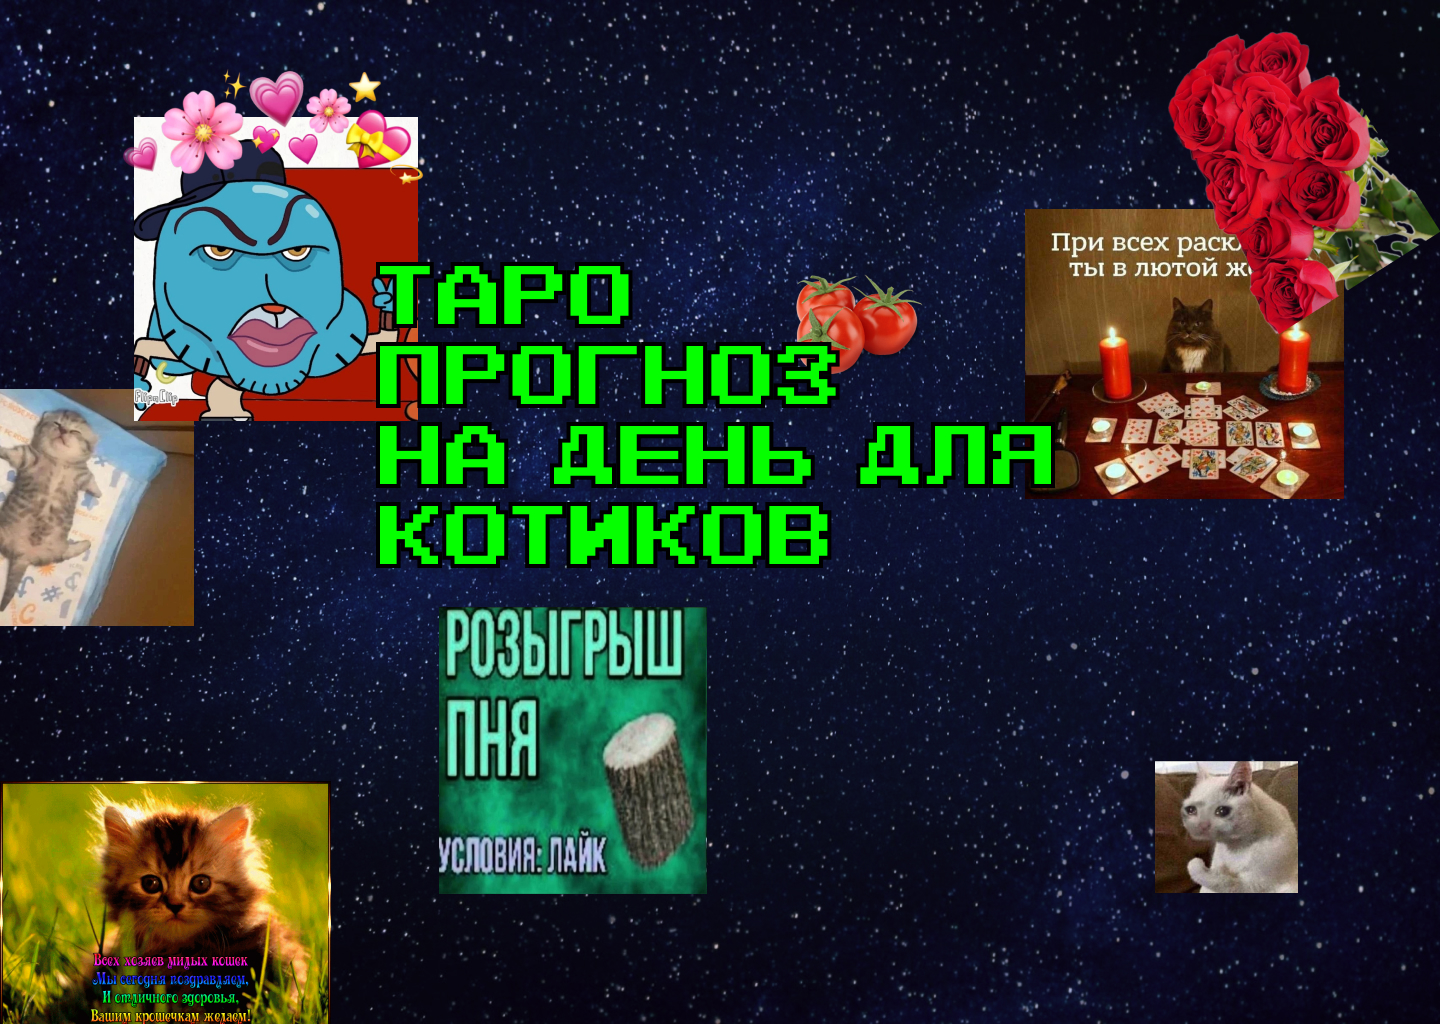 ТАРО
ПРОГНОЗ
НА ДЕНЬ ДЛЯ
КОТИКОВ
При всех
ты в лютой
FlipaClip
РОЗЫГРЫШ
ПНЯ
УСЛОВИЯ: ЛАЙК
Всех хозяев милых кошек
Мы сегодня поздравляем,
И отличного здоровья,
Вашим крошечкам желаем!